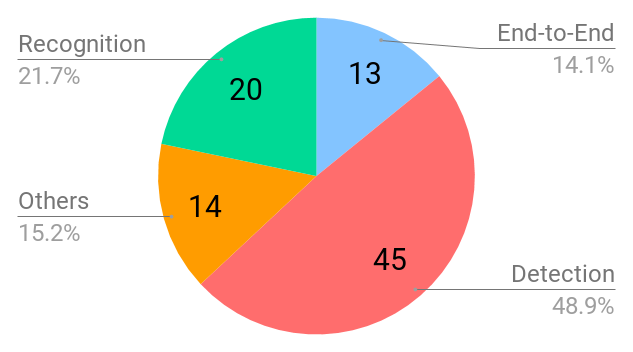 Recognition
21.7%
End-to-End
14.1%
20
13
Others
15.2%
14
45
Detection
48.9%